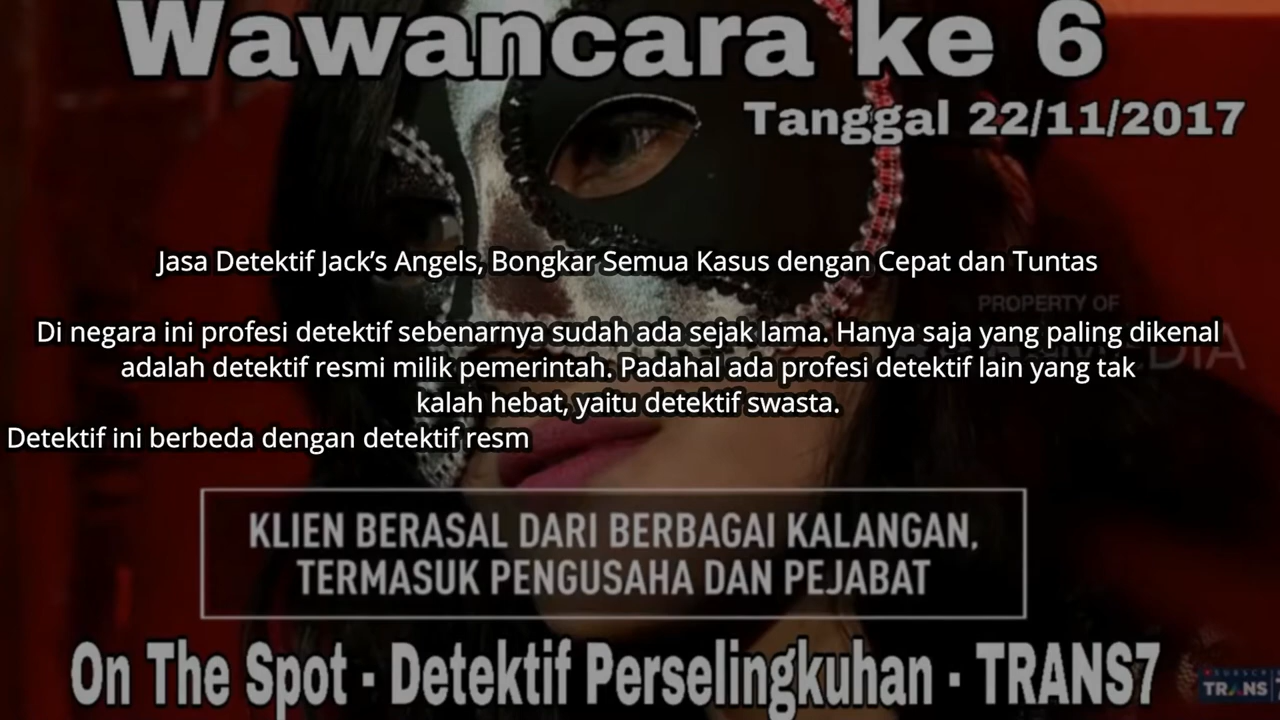 Wawancara ke 6
Tanggal 22/11/2017
Jasa Detektif Jack’s Angels, Bongkar Semua Kasus dengan Cepat dan Tuntas
PROPERTY OF
Di negara ini profesi detektif sebenarnya sudah ada sejak lama. Hanya saja yang paling dikenal
adalah detektif resmi milik pemerintah. Padahal ada profesi detektif lain yang tak
kalah hebat, yaitu detektif swasta.
Detektif ini berbeda dengan detektif resm
KLIEN BERASAL DARI BERBAGAI KALANGAN,
TERMASUK PENGUSAHA DAN PEJABAT
On The Spot - Detektif Perselingkuhan - TRANS7
TRANS